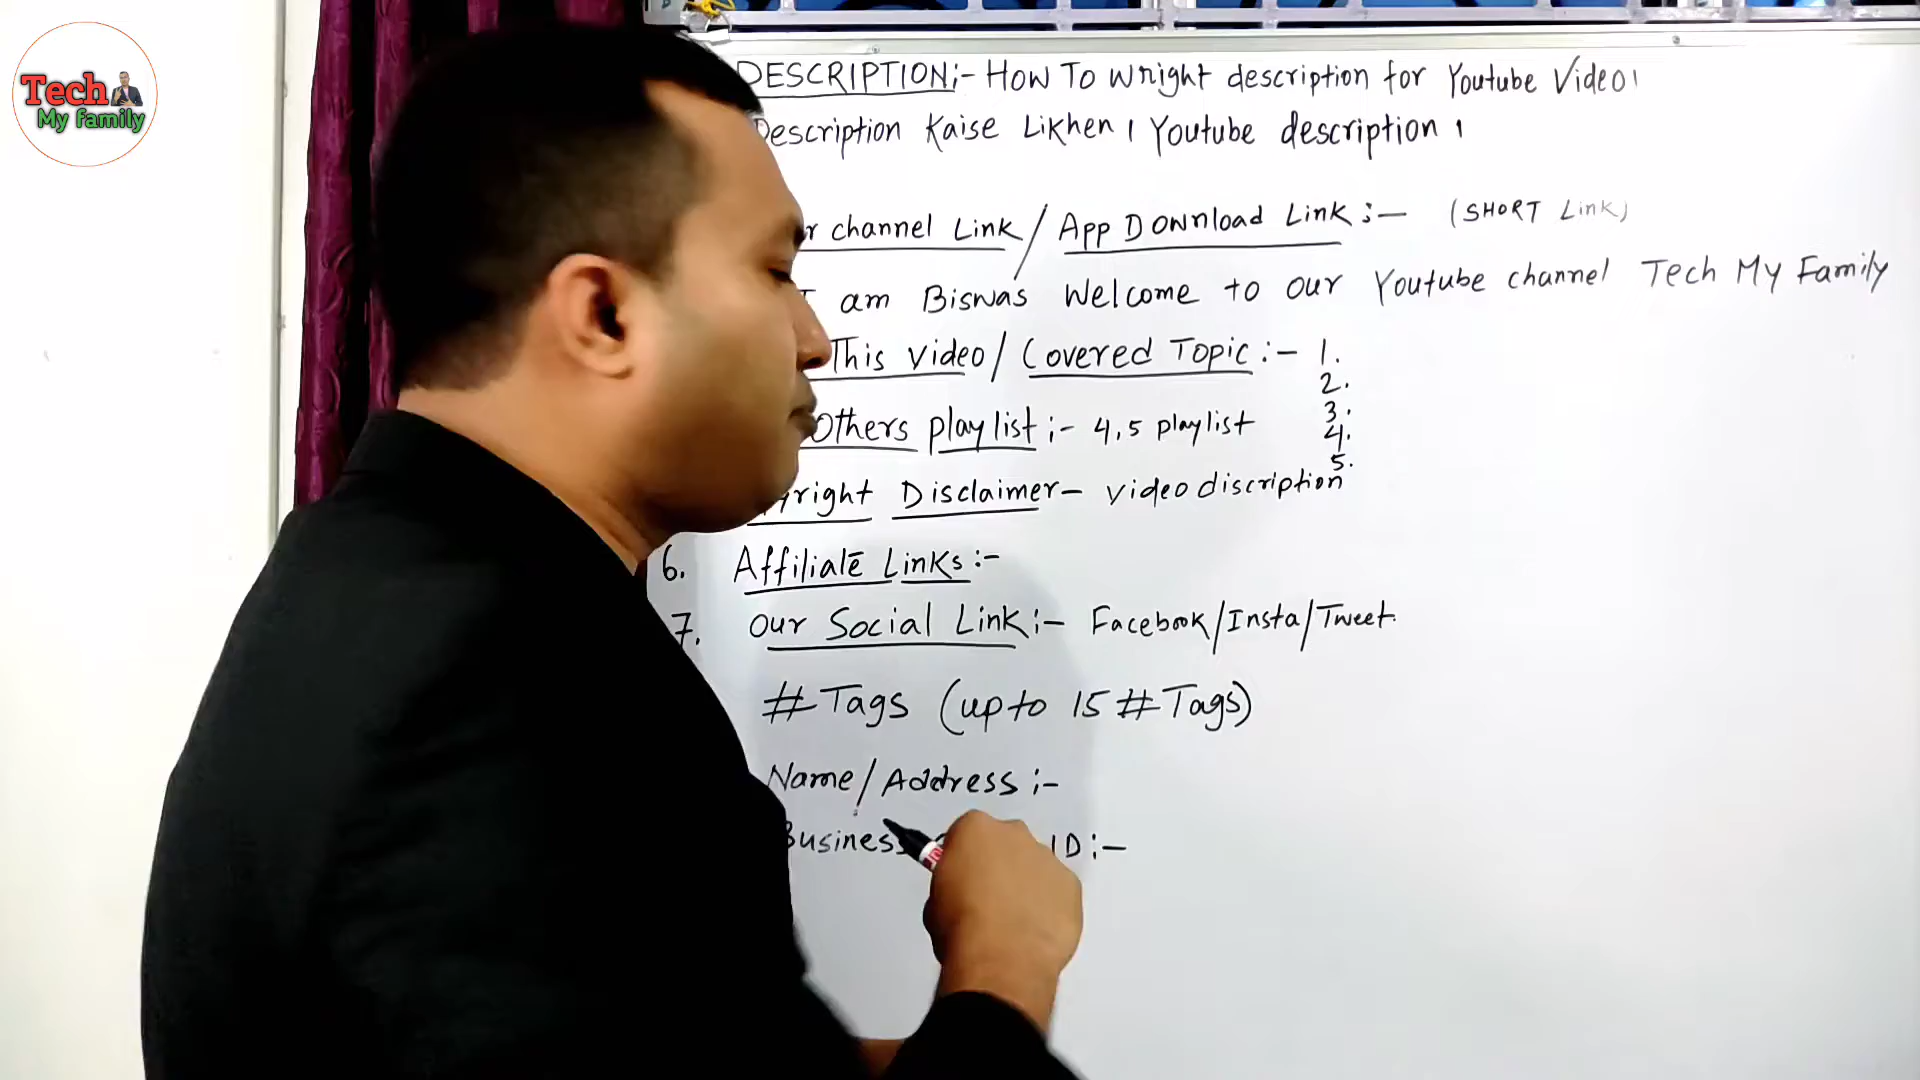 Tech
My family
DESCRIPTION:- HOW TO Wright description for Youtube Video।
Description Kaise Likhen। Youtube description।
channel Link / App Download Link:- (SHORT Link)
I am Biswas Welcome to our Youtube channel Tech My Family
This video / Covered Topic:- 1.
2.
3.
4.
5.
Others playlist:- 4,5 playlist
Disclaimer- video discription
6. Affiliate Links:-
7. Our Social Link:- Facebook/Insta/Tweet.
#Tags (up to 15 #Tags)
Name/Address:-
Business ID:-